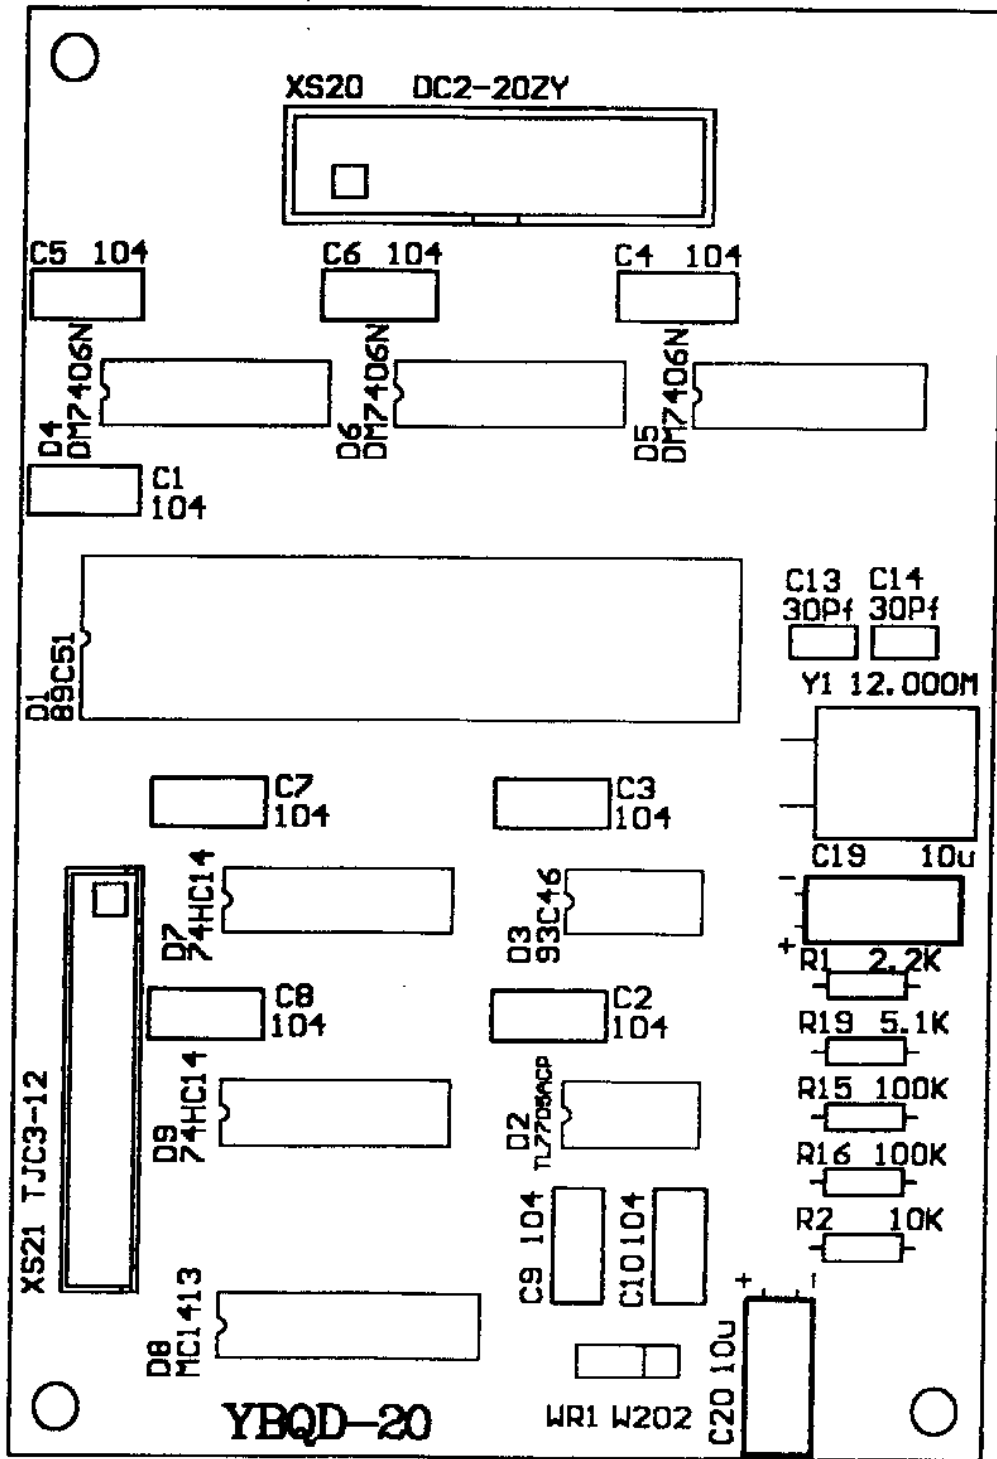 XS20 DC2-20ZY
C5 104
C6 104
C4 104
D4
DM7406N
D6
DM7406N
D5
DM7406N
C1
104
D1
89C51
C13
30Pf
C14
30Pf
Y1 12.000M
C7
104
C3
104
C19 10u
-
+
D7
74HC14
D3
93C46
R1 2.2K
C8
104
C2
104
R19 5.1K
D9
74HC14
D2
TL7705ACP
R15 100K
R16 100K
R2 10K
XS21 TJC3-12
C9 104
C10 104
D8
MC1413
+
-
C20 10u
WR1 W202
YBQD-20